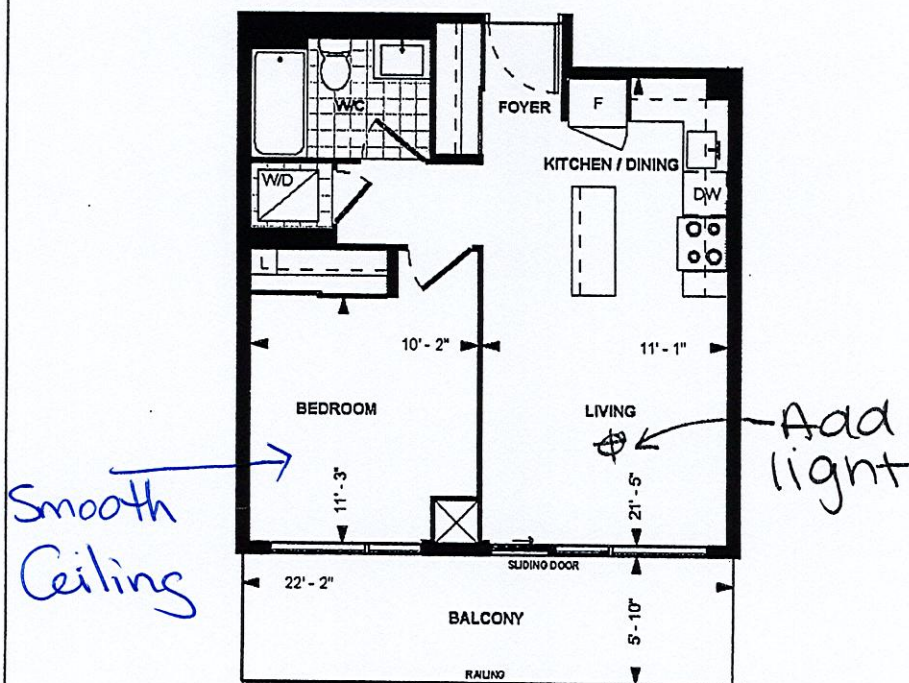 FOYER
F
W/C
KITCHEN / DINING
W/D
DW
L
10' - 2"
11' - 1"
BEDROOM
LIVING
Add
light
Smooth
Ceiling
11' - 3"
21' - 5"
SLIDING DOOR
22' - 2"
BALCONY
5' - 10"
RAILING